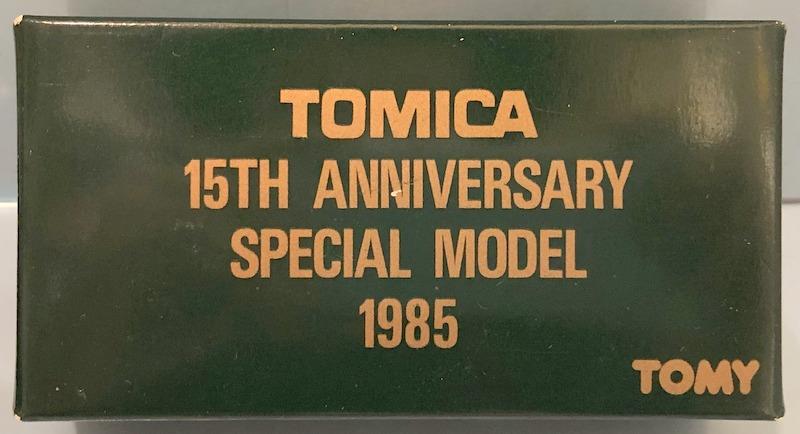 TOMICA
15TH ANNIVERSARY
SPECIAL MODEL
1985
TOMY